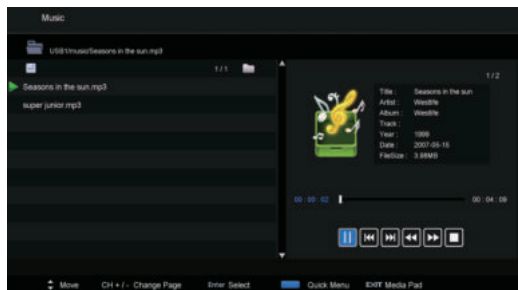 Music
USB1/music/Seasons in the sun.mp3
1/1
Seasons in the sun.mp3
super junior.mp3
1/2
Title : Seasons in the sun
Artist : Westlife
Album : Westlife
Track :
Year : 1999
Date : 2007-05-15
FileSize : 3.98MB
00 : 00 : 02
00 : 04 : 09
Move CH + / - Change Page Enter Select Quick Menu EXIT Media Pad